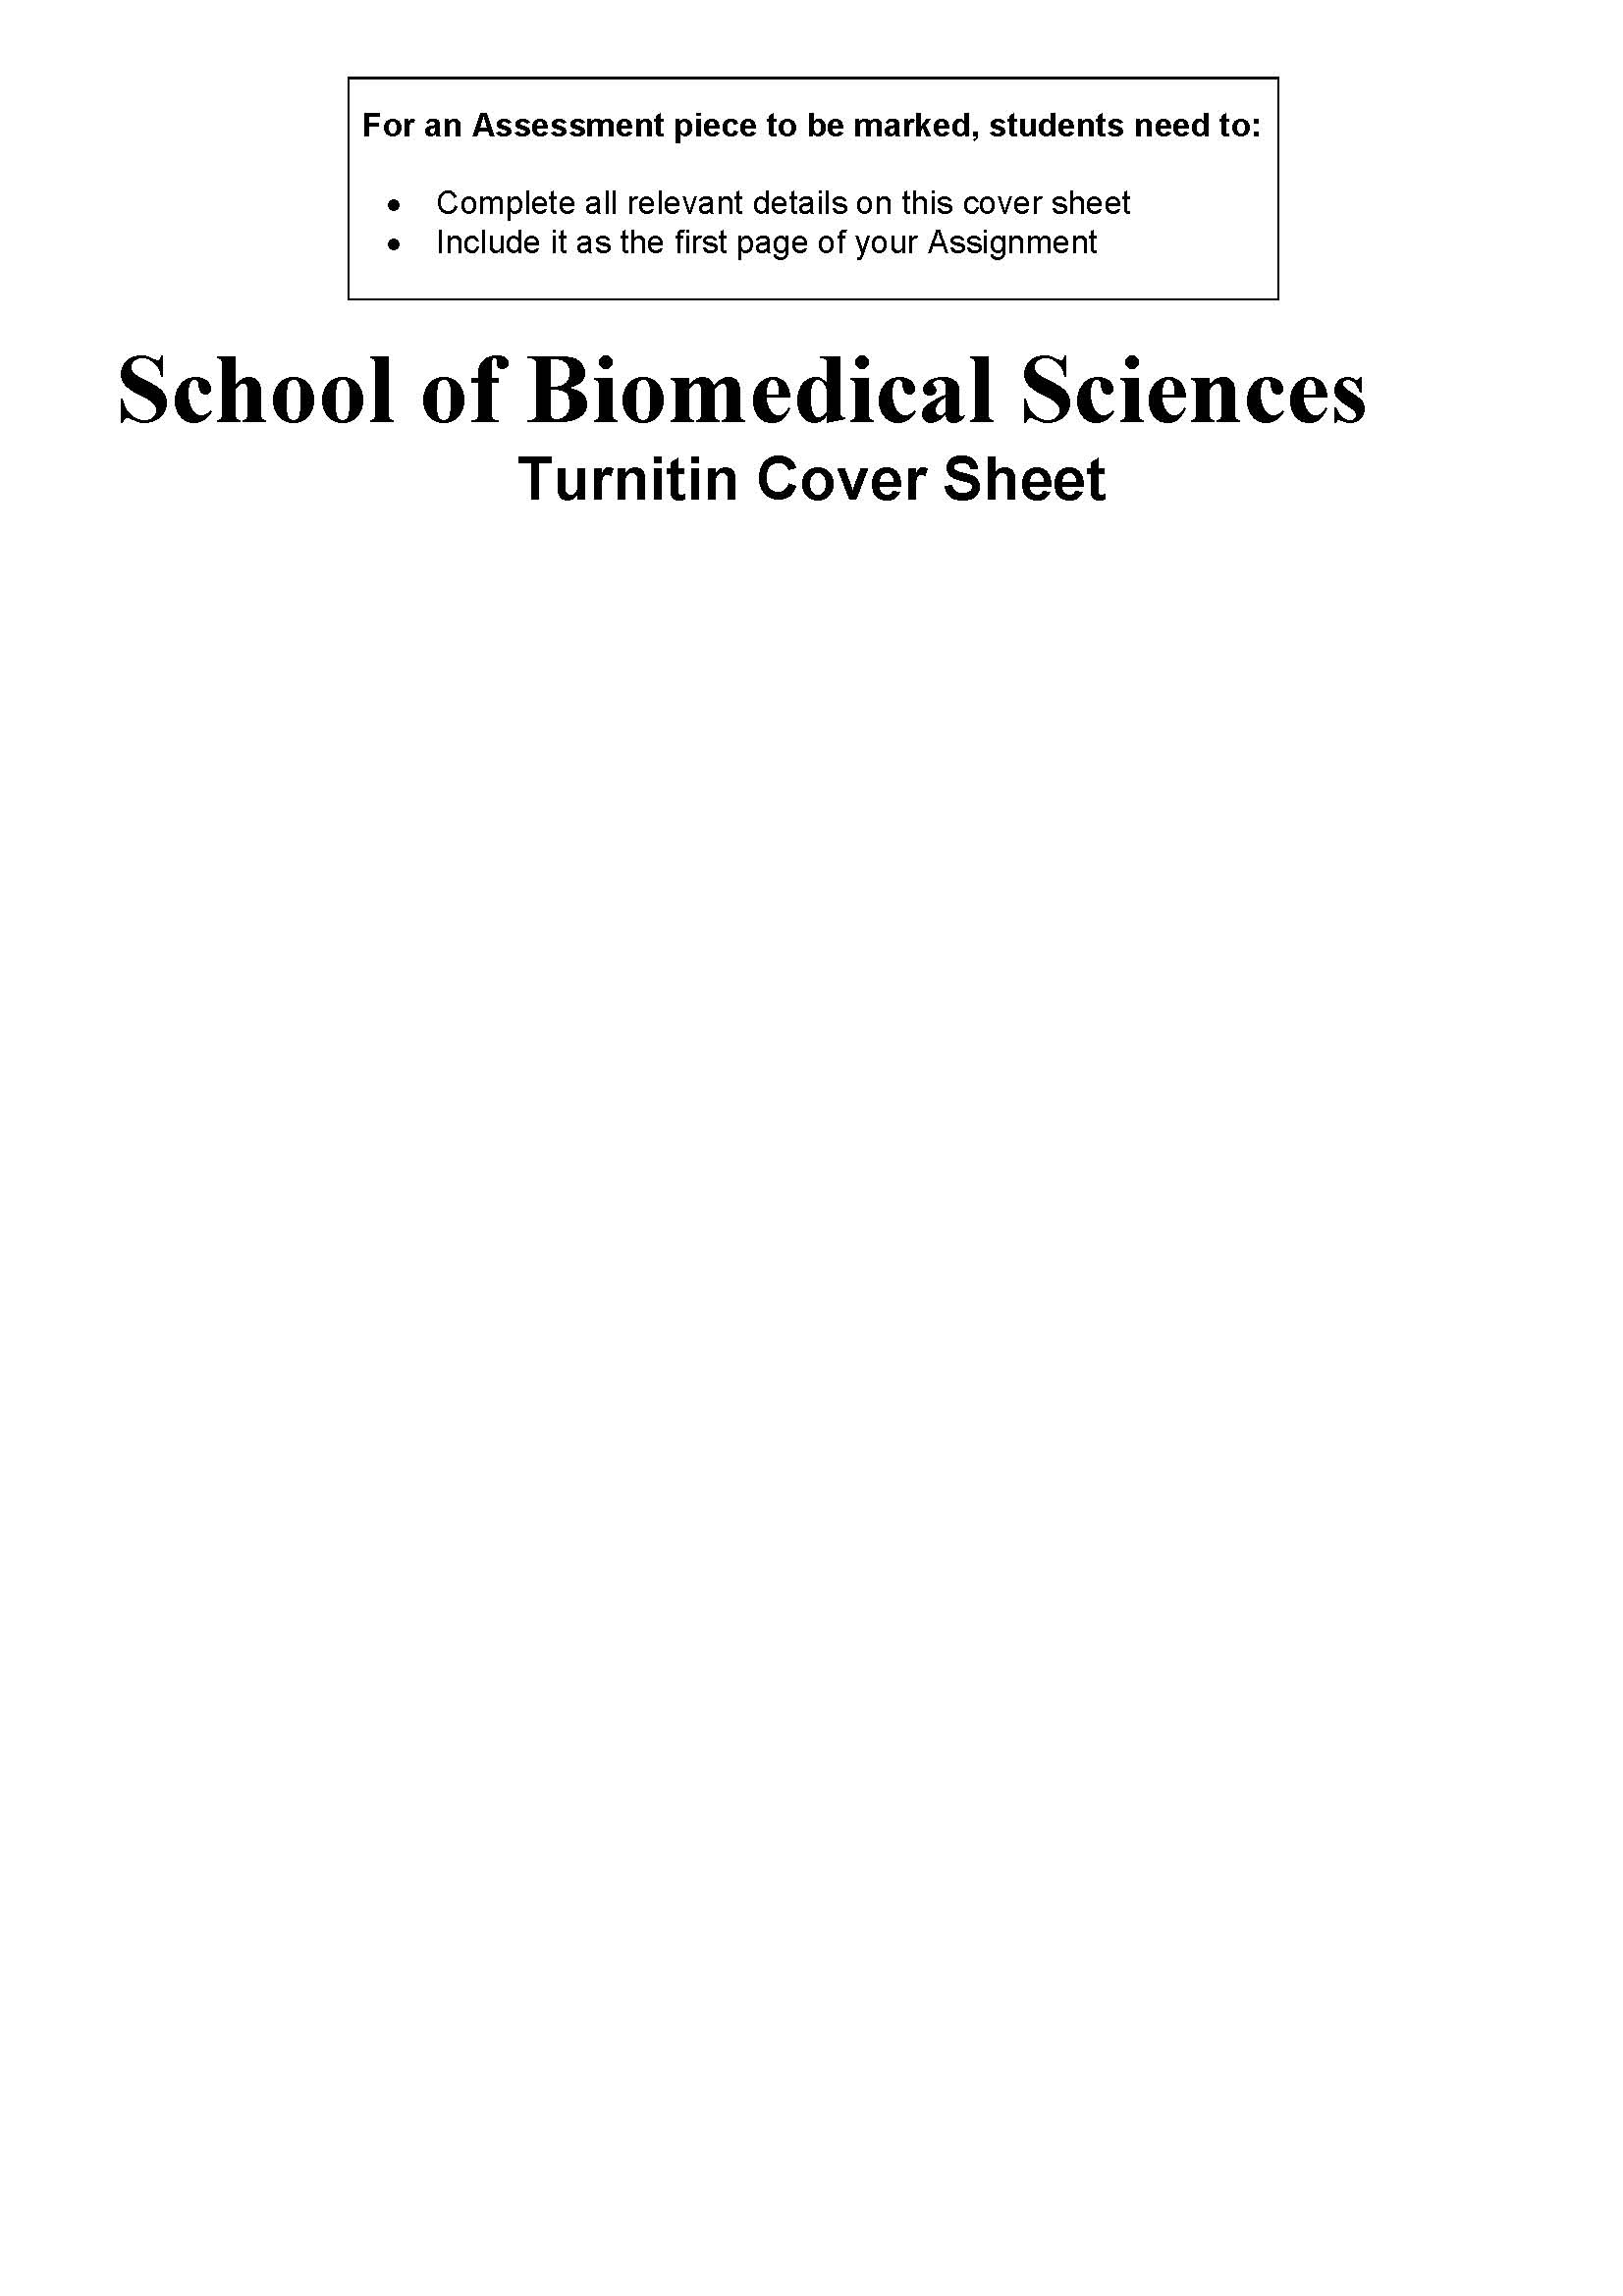 For an Assessment piece to be marked, students need to:
• Complete all relevant details on this cover sheet
• Include it as the first page of your Assignment
School of Biomedical Sciences
Turnitin Cover Sheet